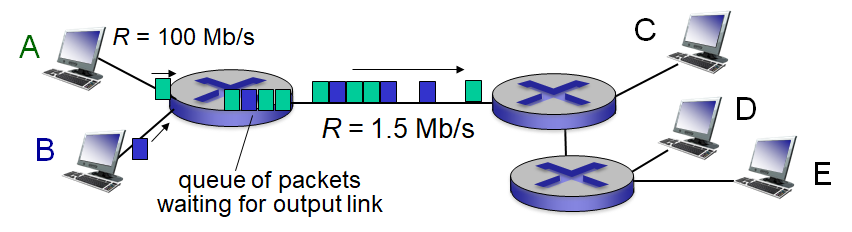 A
R = 100 Mb/s
C
B
R = 1.5 Mb/s
D
queue of packets
waiting for output link
E